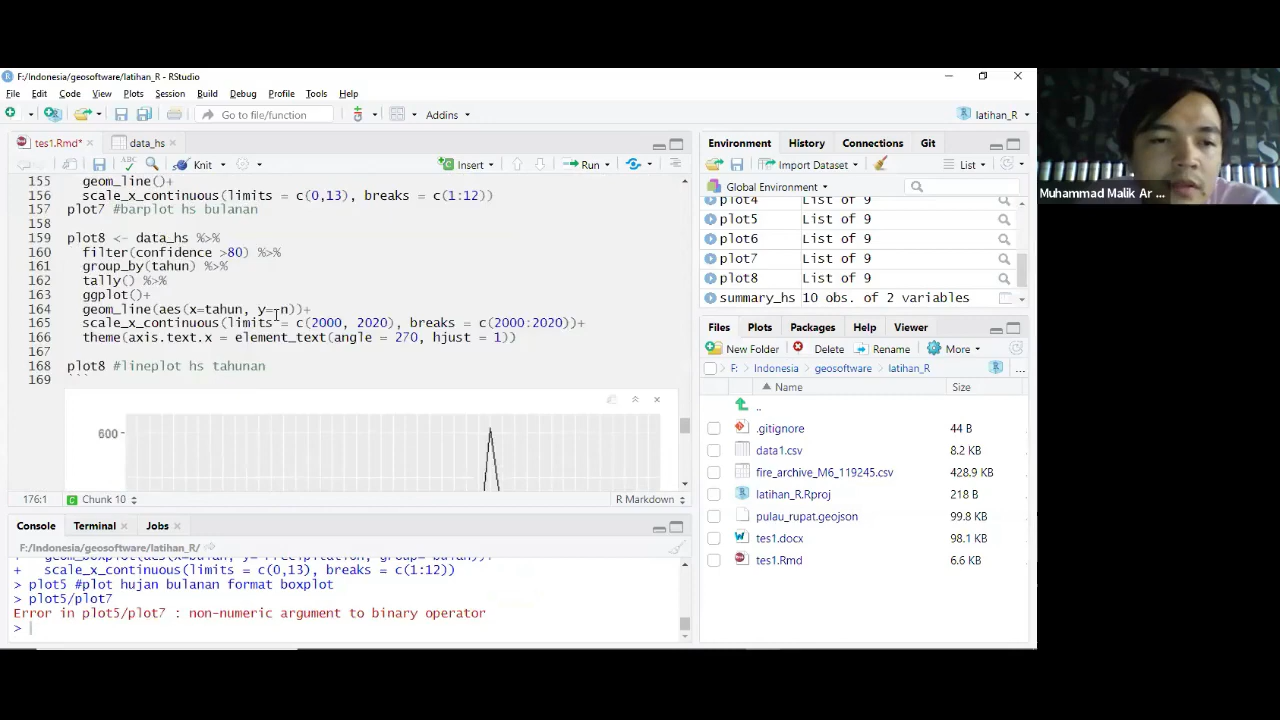 F:/Indonesia/geosoftware/latihan_R - RStudio
File Edit Code View Plots Session Build Debug Profile Tools Help
Go to file/function
Addins
latihan_R
tes1.Rmd*
data_hs
Knit
Insert
Run
155 geom_line()+
156 scale_x_continuous(limits = c(0,13), breaks = c(1:12))
157 plot7 #barplot hs bulanan
158
159 plot8 <- data_hs %>%
160 filter(confidence >80) %>%
161 group_by(tahun) %>%
162 tally() %>%
163 ggplot()+
164 geom_line(aes(x=tahun, y=n))+
165 scale_x_continuous(limits = c(2000, 2020), breaks = c(2000:2020))+
166 theme(axis.text.x = element_text(angle = 270, hjust = 1))
167
168 plot8 #lineplot hs tahunan
169 ```
600
176:1
Chunk 10
R Markdown
Console Terminal Jobs
F:/Indonesia/geosoftware/latihan_R/
+ scale_x_continuous(limits = c(0,13), breaks = c(1:12))
> plot5 #plot hujan bulanan format boxplot
> plot5/plot7
Error in plot5/plot7 : non-numeric argument to binary operator
>
Environment History Connections Git
Import Dataset
List
Global Environment
plot4 List of 9
plot5 List of 9
plot6 List of 9
plot7 List of 9
plot8 List of 9
summary_hs 10 obs. of 2 variables
Files Plots Packages Help Viewer
New Folder Delete Rename More
F: Indonesia geosoftware latihan_R ...
Name Size
..
.gitignore 44 B
data1.csv 8.2 KB
fire_archive_M6_119245.csv 428.9 KB
latihan_R.Rproj 218 B
pulau_rupat.geojson 99.8 KB
tes1.docx 98.1 KB
tes1.Rmd 6.6 KB
Muhammad Malik Ar ...